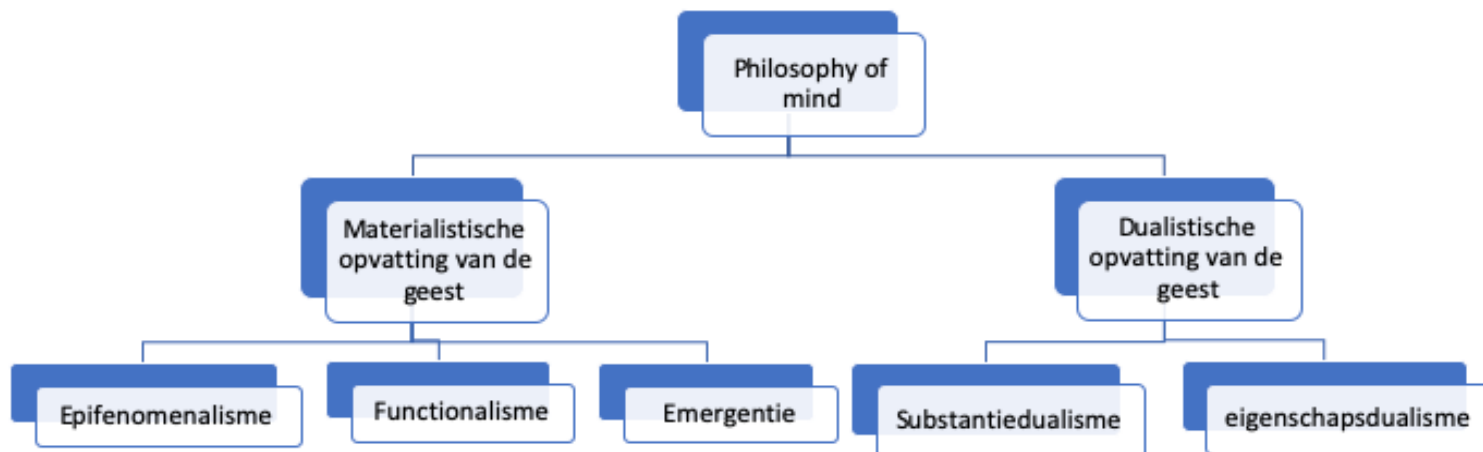 Philosophy of
mind
Materialistische
opvatting van de
geest
Dualistische
opvatting van de
geest
Epifenomenalisme
Functionalisme
Emergentie
Substantiedualisme
eigenschapsdualisme